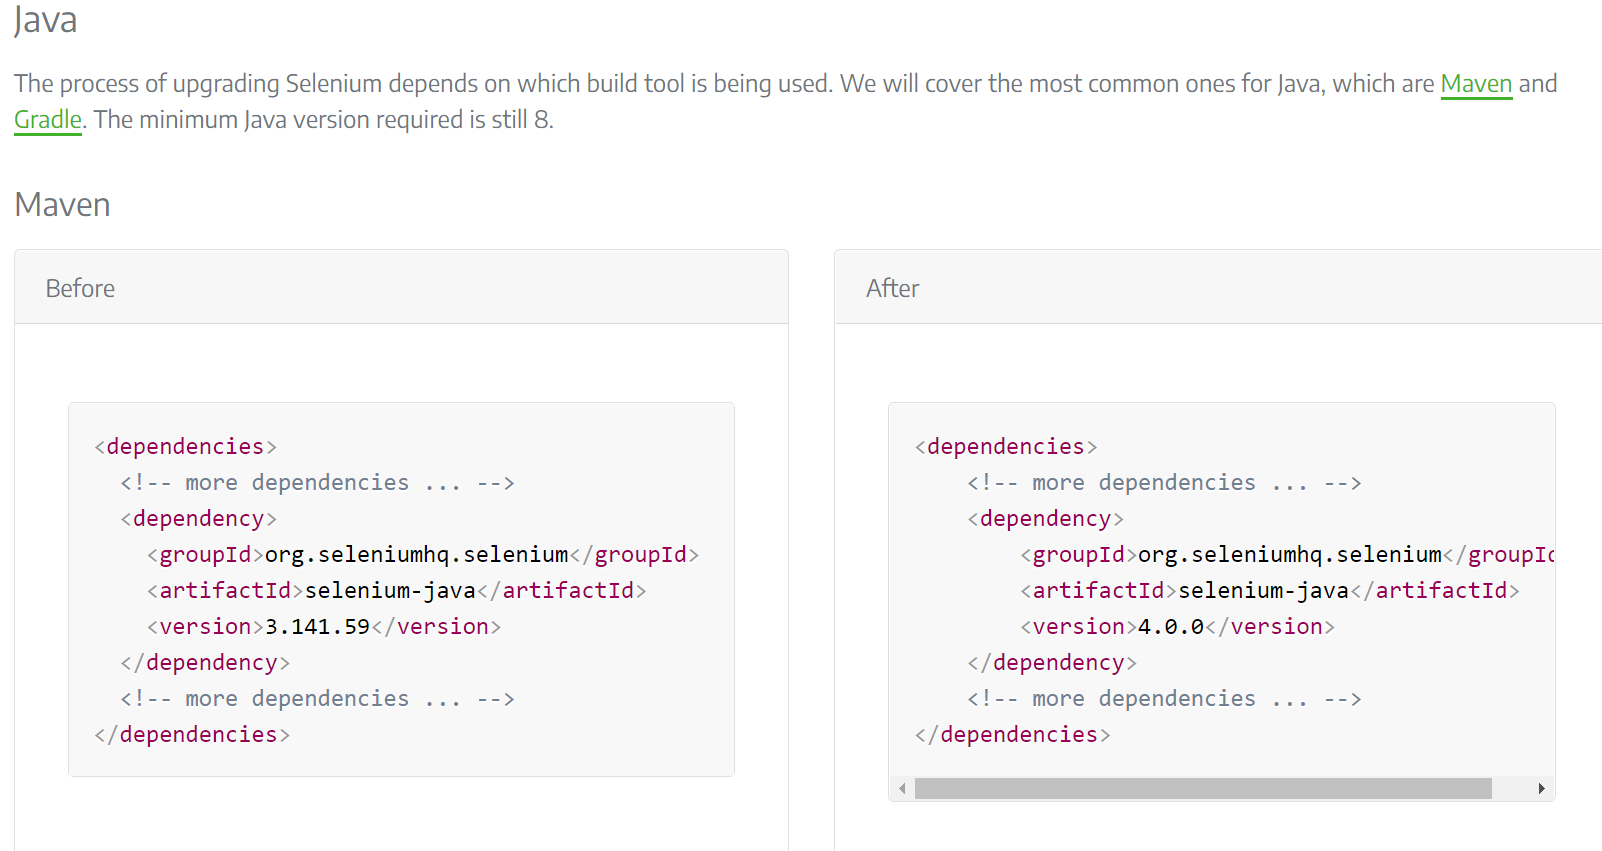 Java
The process of upgrading Selenium depends on which build tool is being used. We will cover the most common ones for Java, which are Maven and
Gradle. The minimum Java version required is still 8.
Maven
Before
<dependencies>
  <!-- more dependencies ... -->
  <dependency>
    <groupId>org.seleniumhq.selenium</groupId>
    <artifactId>selenium-java</artifactId>
    <version>3.141.59</version>
  </dependency>
  <!-- more dependencies ... -->
</dependencies>
After
<dependencies>
    <!-- more dependencies ... -->
    <dependency>
        <groupId>org.seleniumhq.selenium</groupId
        <artifactId>selenium-java</artifactId>
        <version>4.0.0</version>
    </dependency>
    <!-- more dependencies ... -->
</dependencies>